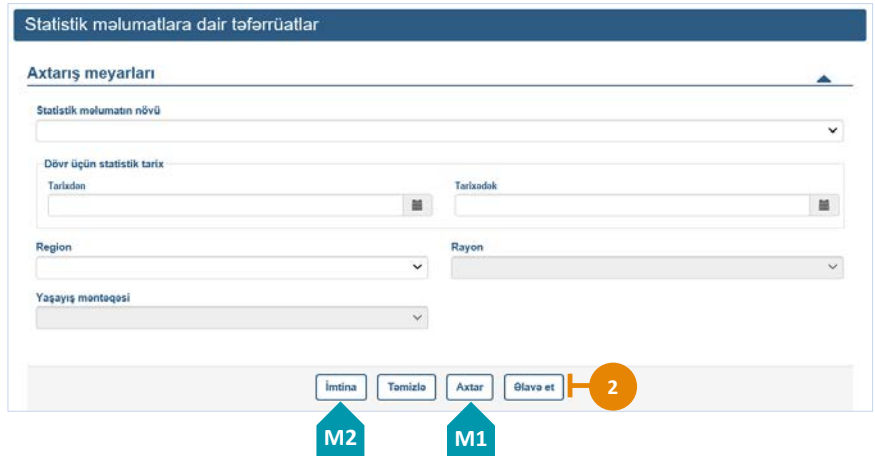 Statistik məlumatlara dair təfərrüatlar
Axtarış meyarları
Statistik məlumatın növü
Dövr üçün statistik tarix
Tarixdən Tarixədək
Region Rayon
Yaşayış məntəqəsi
İmtina Təmizlə Axtar Əlavə et 2
M2 M1